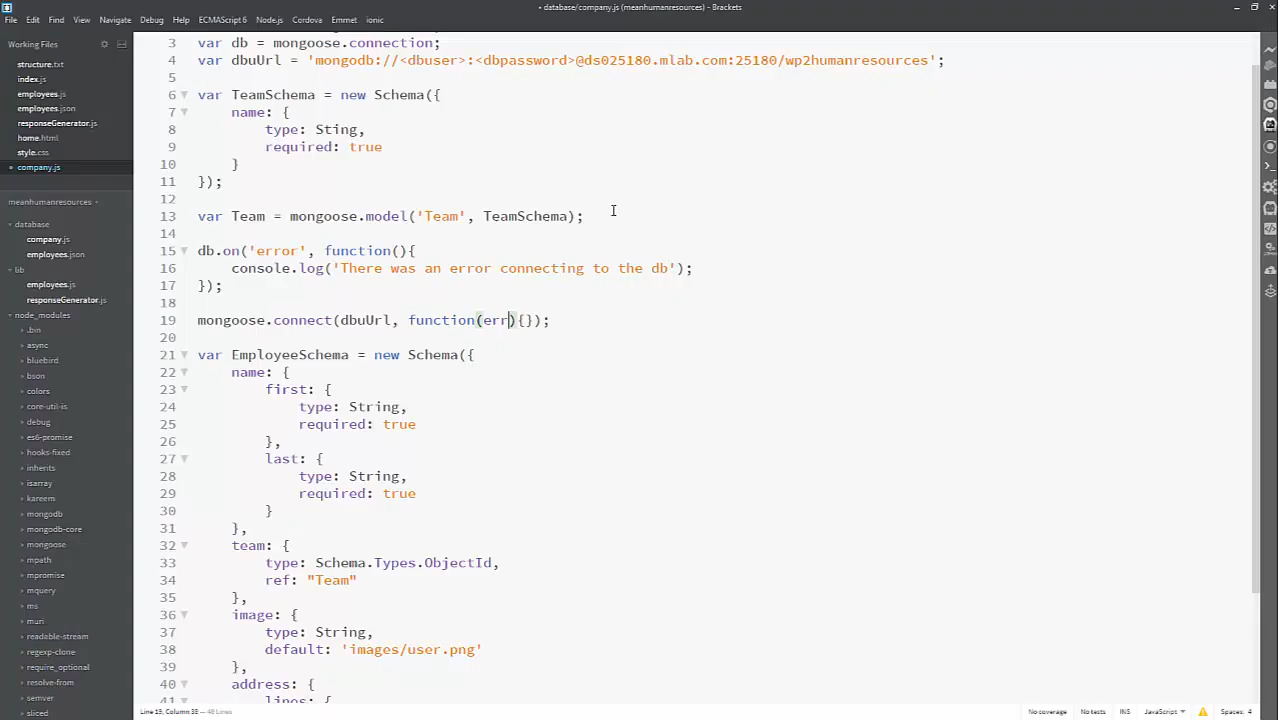 • database/company.js (meanhumanresources) - Brackets
File Edit Find View Navigate Debug Help ECMAScript 6 Node.js Cordova Emmet ionic
Working Files
structure.txt
index.js
employees.js
employees.json
responseGenerator.js
home.html
style.css
• company.js
meanhumanresources
database
company.js
employees.json
lib
employees.js
responseGenerator.js
node_modules
.bin
async
bluebird
bson
colors
core-util-is
debug
es6-promise
hooks-fixed
inherits
isarray
kareem
mongodb
mongodb-core
mongoose
mpath
mpromise
mquery
ms
muri
readable-stream
regexp-clone
require_optional
resolve-from
semver
sliced
3 var db = mongoose.connection;
4 var dbuUrl = 'mongodb://<dbuser>:<dbpassword>@ds025180.mlab.com:25180/wp2humanresources';
5
6 var TeamSchema = new Schema({
7 name: {
8 type: Sting,
9 required: true
10 }
11 });
12
13 var Team = mongoose.model('Team', TeamSchema);
14
15 db.on('error', function(){
16 console.log('There was an error connecting to the db');
17 });
18
19 mongoose.connect(dbuUrl, function(err){});
20
21 var EmployeeSchema = new Schema({
22 name: {
23 first: {
24 type: String,
25 required: true
26 },
27 last: {
28 type: String,
29 required: true
30 }
31 },
32 team: {
33 type: Schema.Types.ObjectId,
34 ref: "Team"
35 },
36 image: {
37 type: String,
38 default: 'images/user.png'
39 },
40 address: {
41 lines: {
No coverage No tests INS JavaScript Spaces: 4